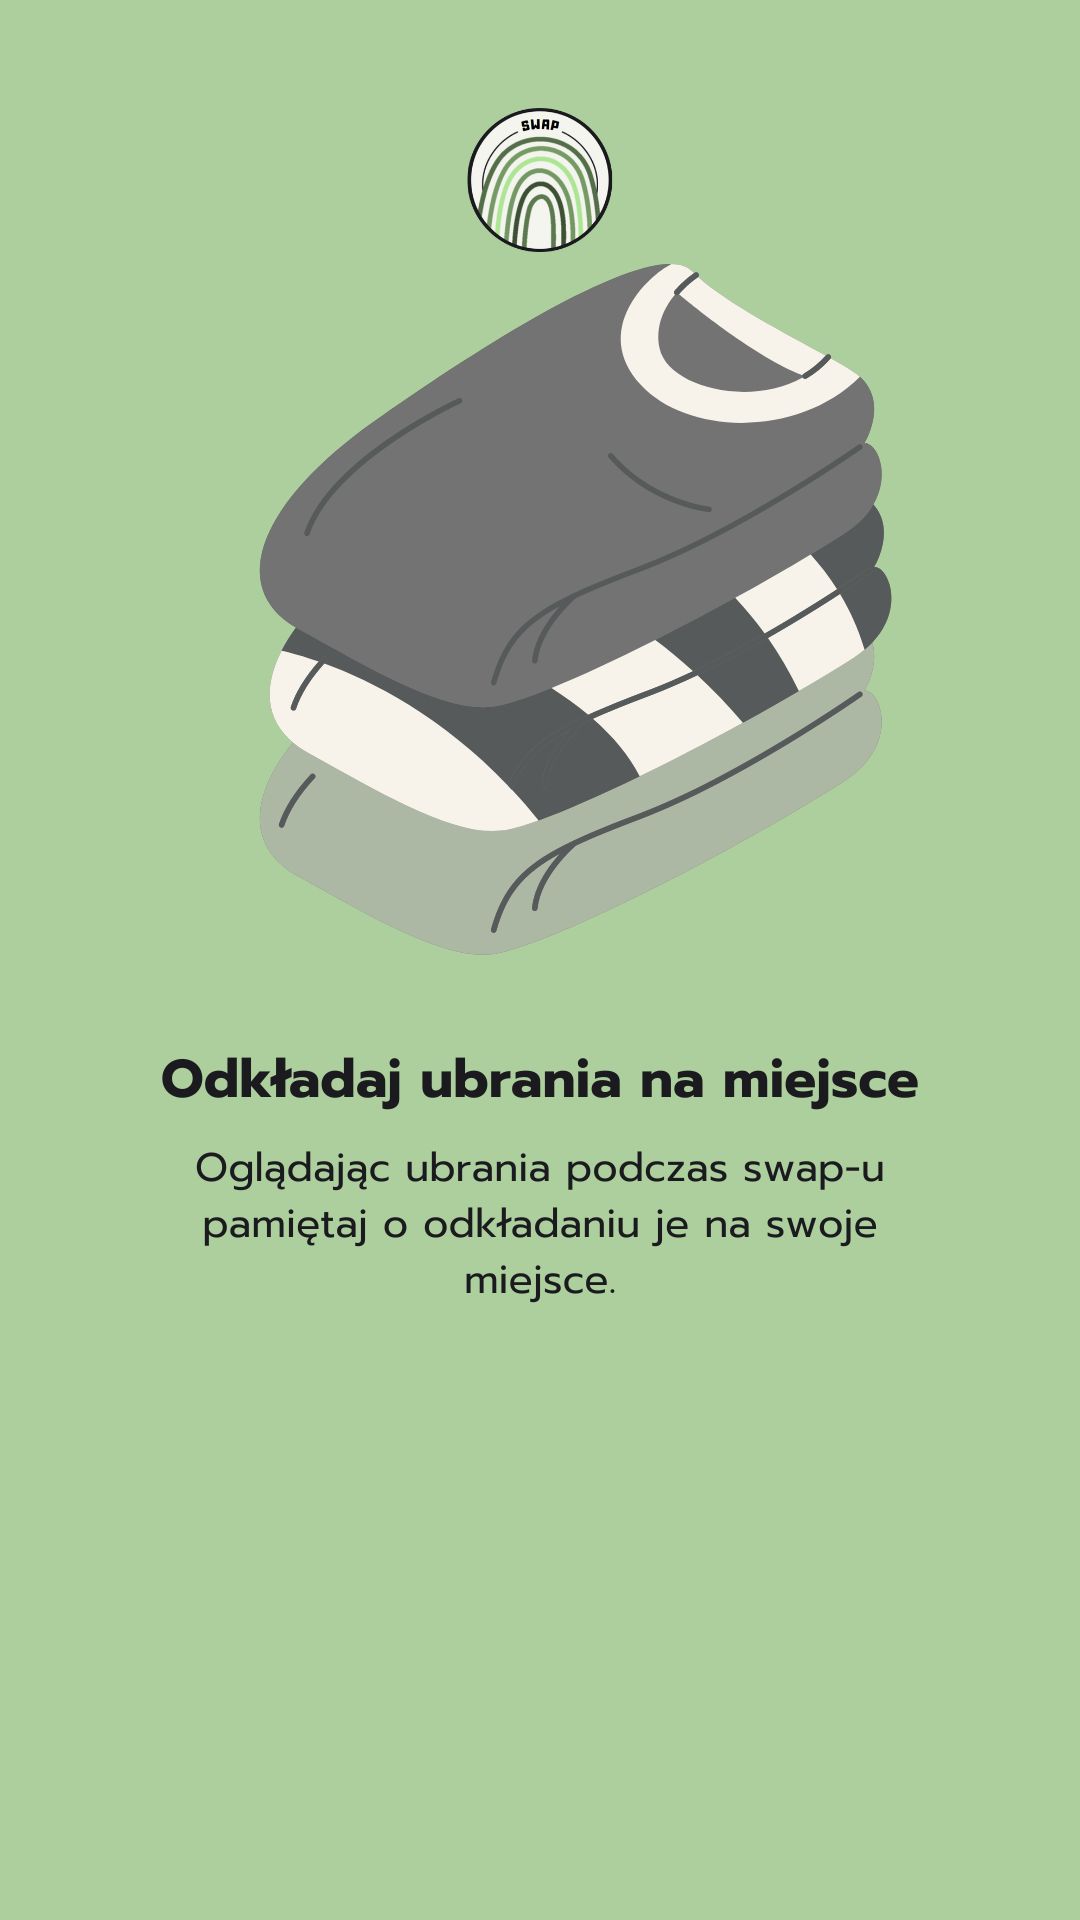 SWAP
Odkładaj ubrania na miejsce
Oglądając ubrania podczas swap-u
pamiętaj o odkładaniu je na swoje
miejsce.